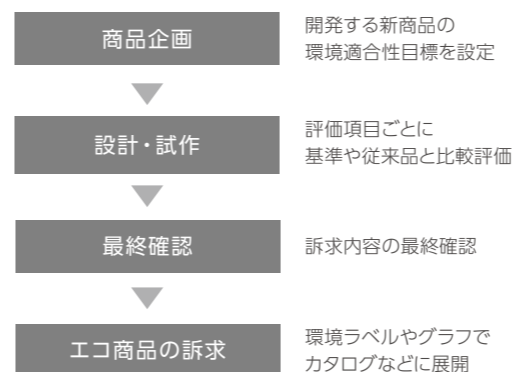 商品企画
開発する新商品の
環境適合性目標を設定
設計・試作
評価項目ごとに
基準や従来品と比較評価
最終確認
訴求内容の最終確認
エコ商品の訴求
環境ラベルやグラフで
カタログなどに展開